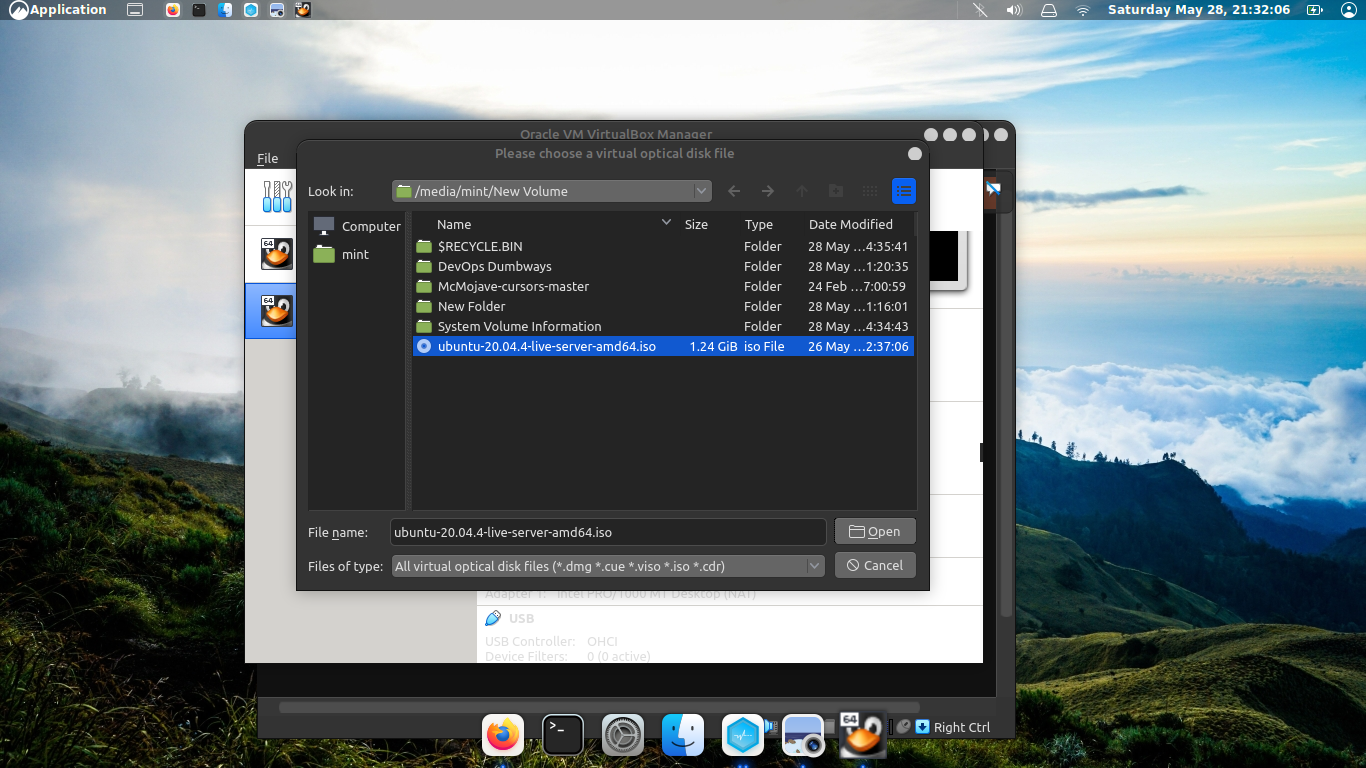 Application
Saturday May 28, 21:32:06
Oracle VM VirtualBox Manager
File
Please choose a virtual optical disk file
Look in:
/media/mint/New Volume
Computer
mint
Name Size Type Date Modified
$RECYCLE.BIN Folder 28 May ...4:35:41
DevOps Dumbways Folder 28 May ...1:20:35
McMojave-cursors-master Folder 24 Feb ...7:00:59
New Folder Folder 28 May ...1:16:01
System Volume Information Folder 28 May ...4:34:43
ubuntu-20.04.4-live-server-amd64.iso 1.24 GiB iso File 26 May ...2:37:06
File name: ubuntu-20.04.4-live-server-amd64.iso Open
Files of type: All virtual optical disk files (*.dmg *.cue *.viso *.iso *.cdr) Cancel
64
64
Adapter 1: Intel PRO/1000 MT Desktop (NAT)
USB
USB Controller: OHCI
Device Filters: 0 (0 active)
Right Ctrl
>_
64